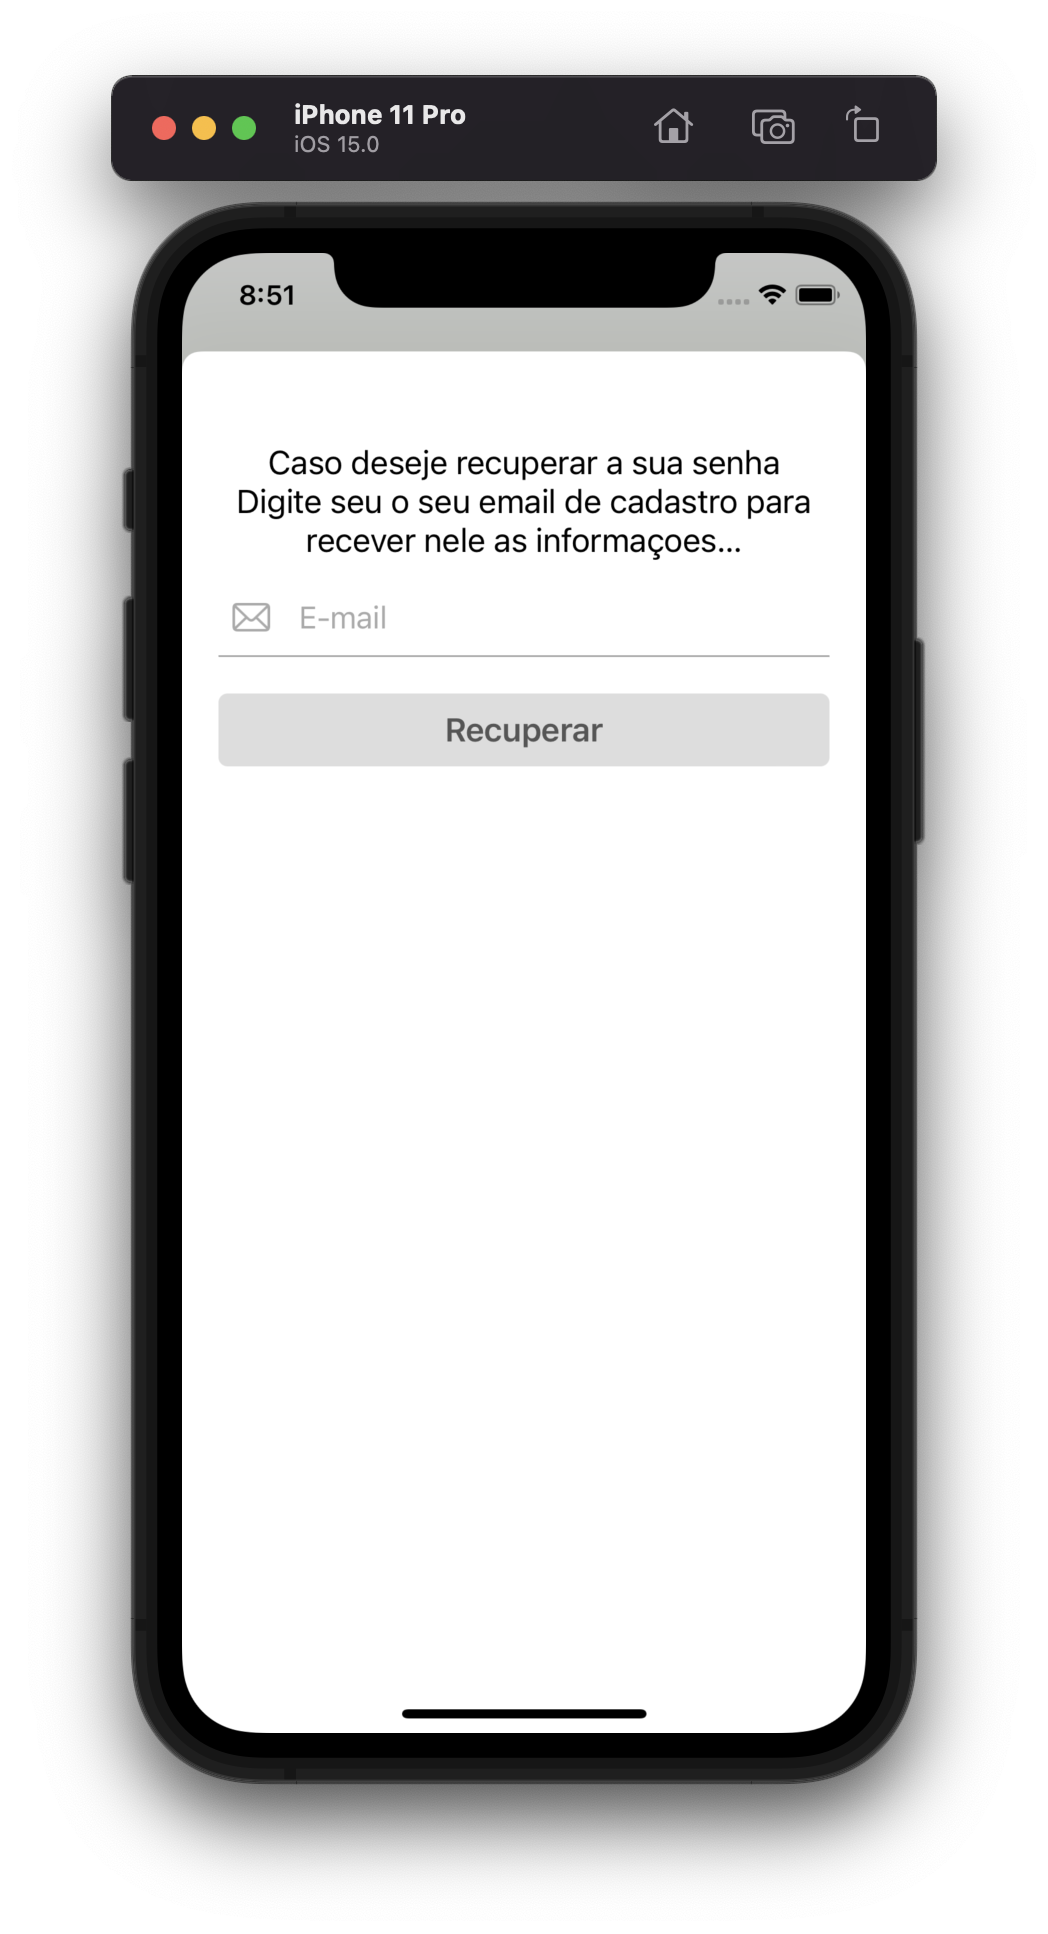 iPhone 11 Pro
iOS 15.0
8:51
Caso deseje recuperar a sua senha
Digite seu o seu email de cadastro para
recever nele as informaçoes...
E-mail
Recuperar